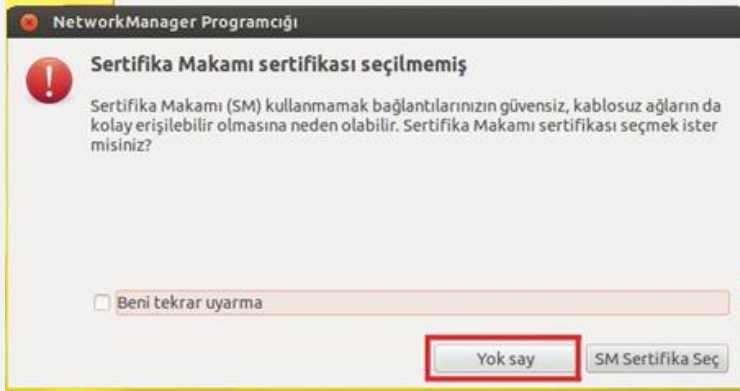 NetworkManager Programcığı
Sertifika Makamı sertifikası seçilmemiş
Sertifika Makamı (SM) kullanmamak bağlantılarınızın güvensiz, kablosuz ağların da
kolay erişilebilir olmasına neden olabilir. Sertifika Makamı sertifikası seçmek ister
misiniz?
Beni tekrar uyarma
Yok say
SM Sertifika Seç